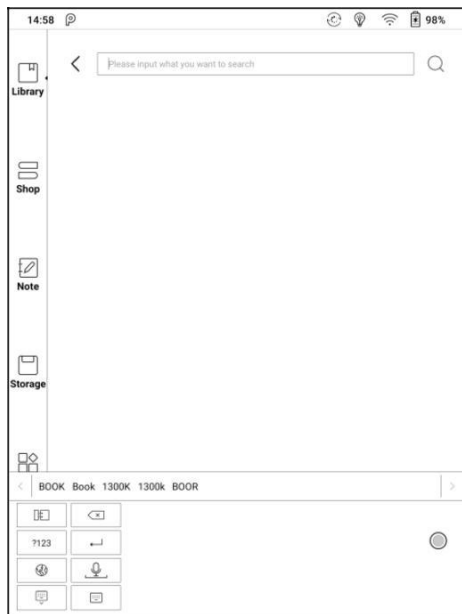 14:58 98%
Please input what you want to search
Library
Shop
Note
Storage
BOOK Book 1300K 1300k BOOR
?123